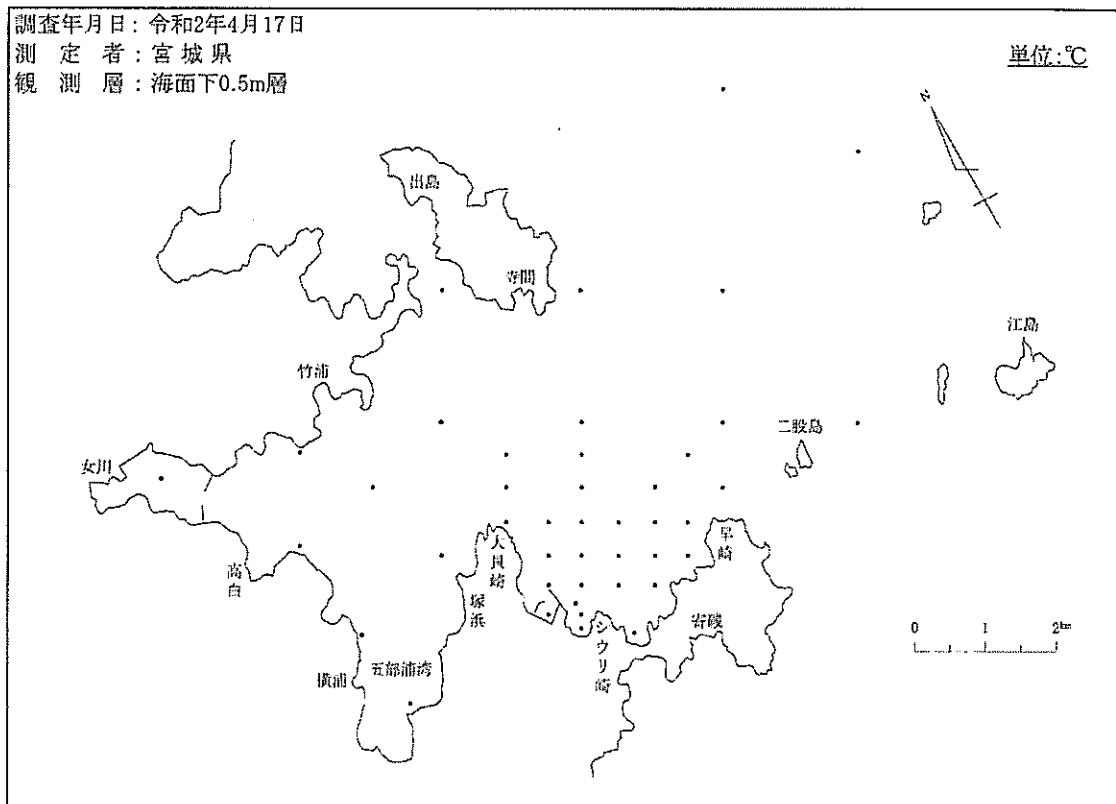 調査年月日：令和2年4月17日
測定者：宮城県
観測層：海面下0.5m層
単位:℃
N
出島
寺間
江島
竹浦
二股島
女川
早崎
大貝崎
高白
塚浜
寄磯
シウリ崎
横浦
五部浦湾
0 1 2km